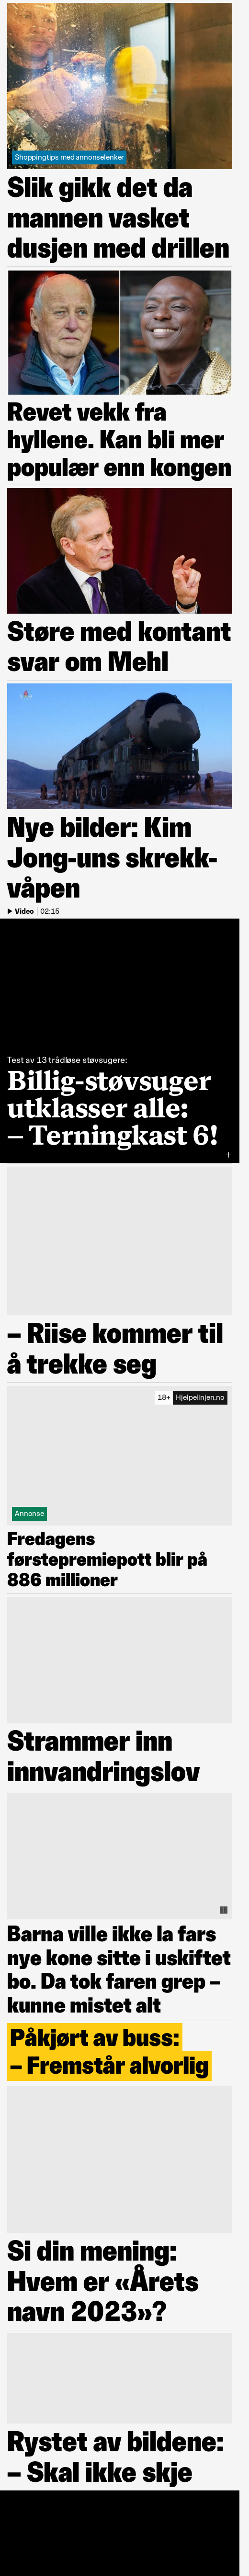 Shoppingtips med annonselenker
Slik gikk det da
mannen vasket
dusjen med drillen
Revet vekk fra
hyllene. Kan bli mer
populær enn kongen
Støre med kontant
svar om Mehl
Nye bilder: Kim
Jong-uns skrekk-
våpen
Video | 02:15
Test av 13 trådløse støvsugere:
Billig-støvsuger
utklasser alle:
– Terningkast 6!
– Riise kommer til
å trekke seg
18+ Hjelpelinjen.no
Annonse
Fredagens
førstepremiepott blir på
886 millioner
Strammer inn
innvandringslov
Barna ville ikke la fars
nye kone sitte i uskiftet
bo. Da tok faren grep –
kunne mistet alt
Påkjørt av buss:
– Fremstår alvorlig
Si din mening:
Hvem er «Årets
navn 2023»?
Rystet av bildene:
– Skal ikke skje